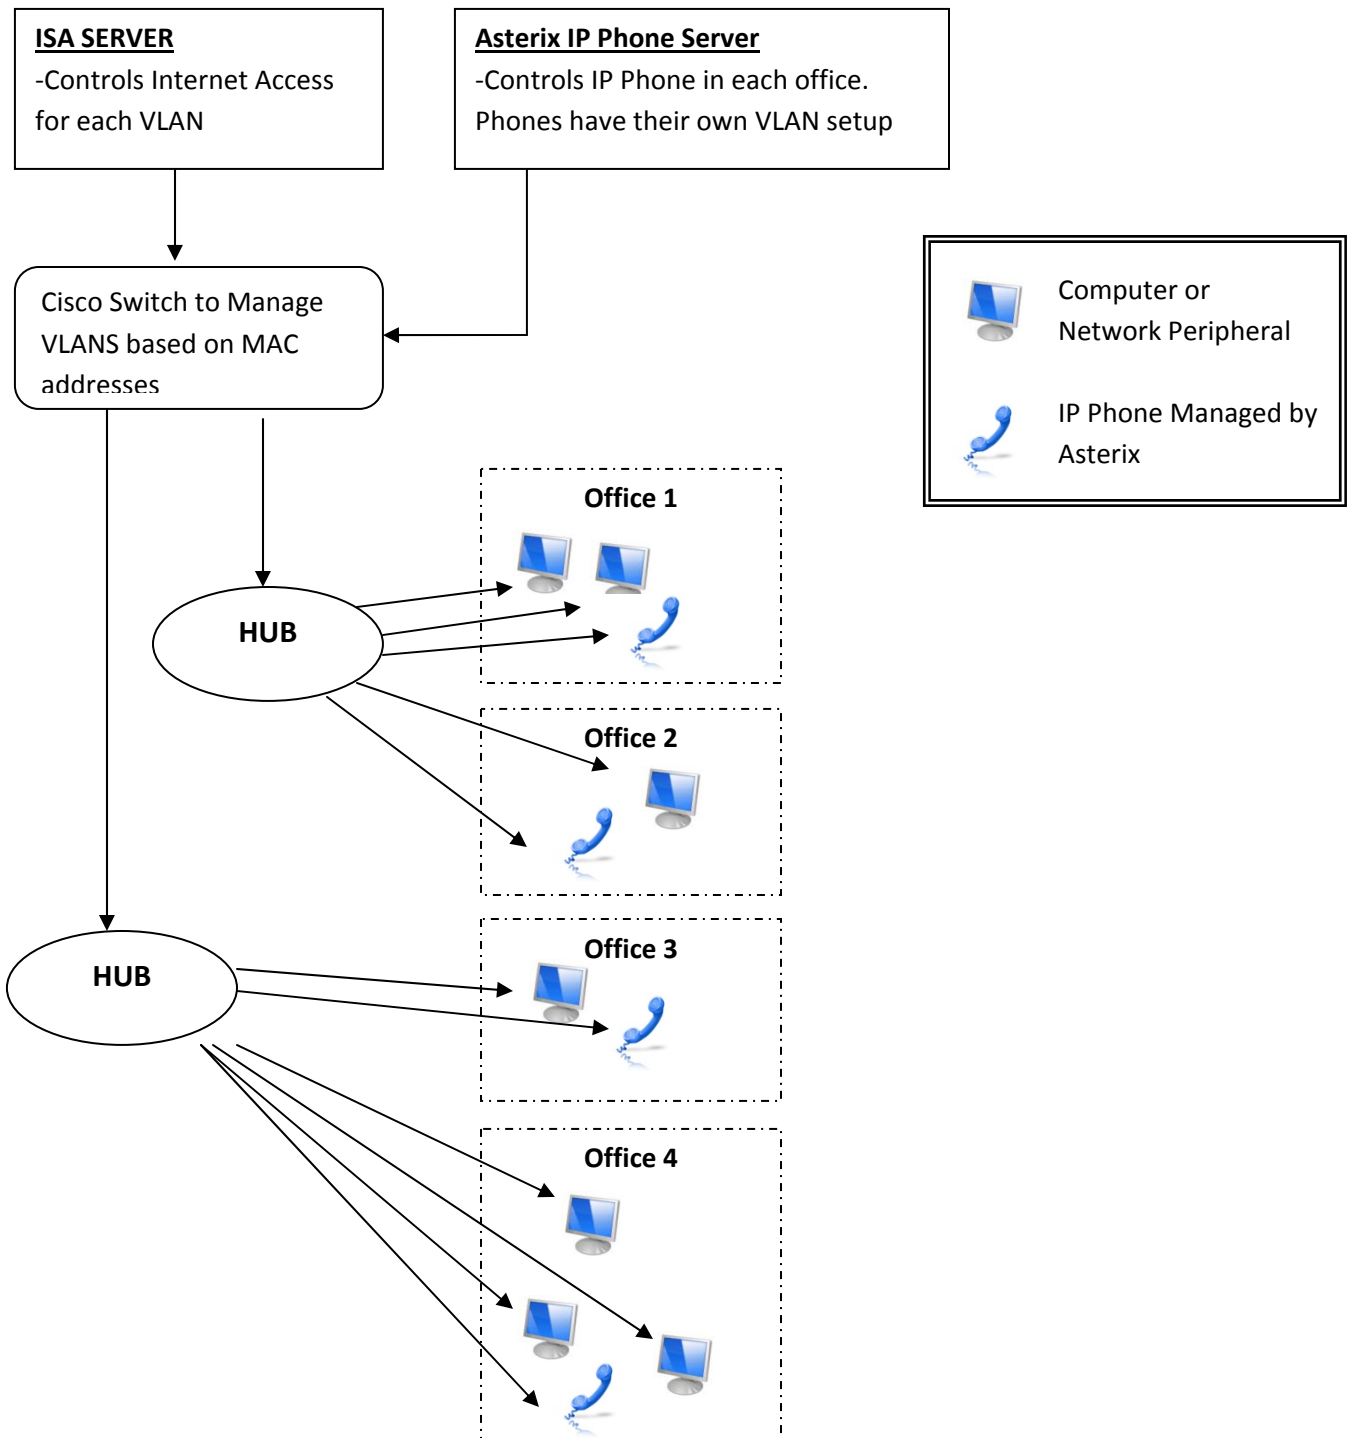 ISA SERVER
-Controls Internet Access
for each VLAN
Asterix IP Phone Server
-Controls IP Phone in each office.
Phones have their own VLAN setup
Cisco Switch to Manage
VLANS based on MAC
addresses
Computer or
Network Peripheral
IP Phone Managed by
Asterix
Office 1
HUB
Office 2
Office 3
HUB
Office 4